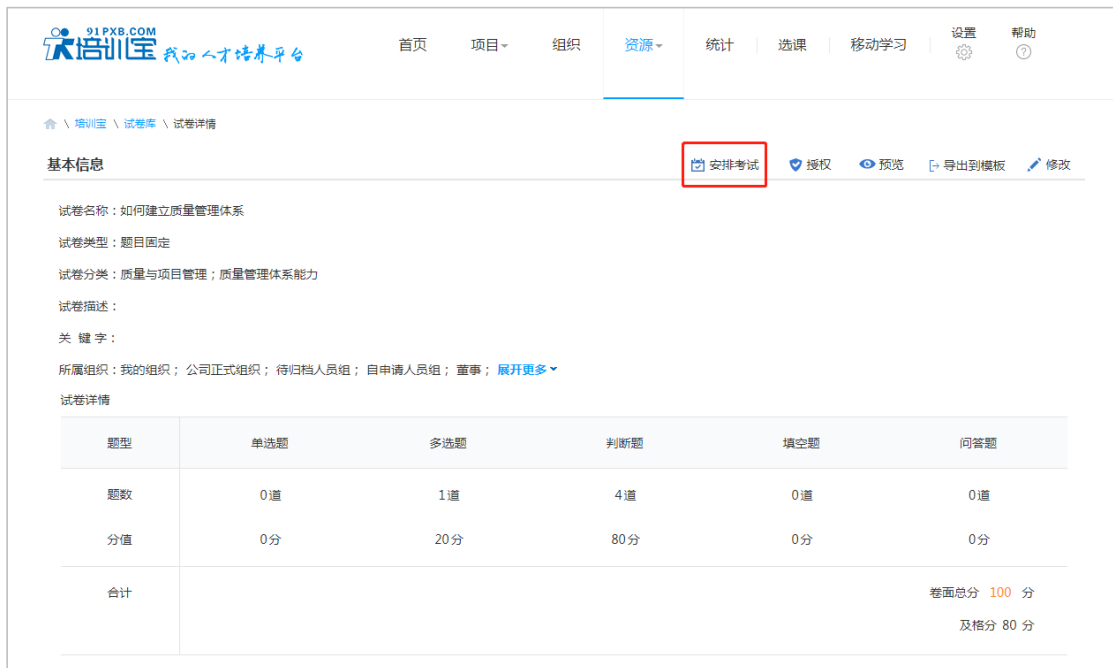 91PXB.COM
培训宝 我的人才培养平台
首页 项目 组织 资源 统计 选课 移动学习 设置 帮助
\ 培训宝 \ 试卷库 \ 试卷详情
基本信息 安排考试 授权 预览 导出到模板 修改
试卷名称：如何建立质量管理体系
试卷类型：题目固定
试卷分类：质量与项目管理；质量管理体系能力
试卷描述：
关 键 字：
所属组织：我的组织； 公司正式组织； 待归档人员组； 自申请人员组； 董事； 展开更多
试卷详情
题型 单选题 多选题 判断题 填空题 问答题
题数 0道 1道 4道 0道 0道
分值 0分 20分 80分 0分 0分
合计 卷面总分 100 分
及格分 80 分